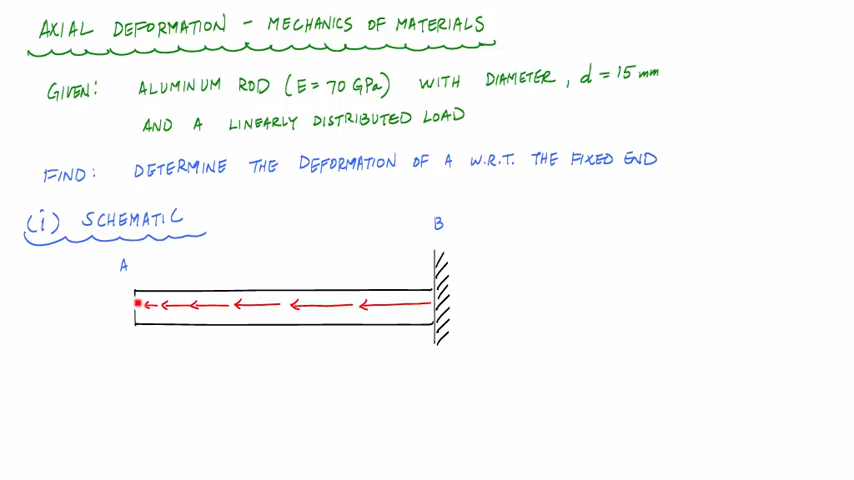 AXIAL DEFORMATION - MECHANICS OF MATERIALS
GIVEN: ALUMINUM ROD (E = 70 GPa) WITH DIAMETER, d = 15 mm
AND A LINEARLY DISTRIBUTED LOAD
FIND: DETERMINE THE DEFORMATION OF A W.R.T. THE FIXED END
(i) SCHEMATIC
B
A